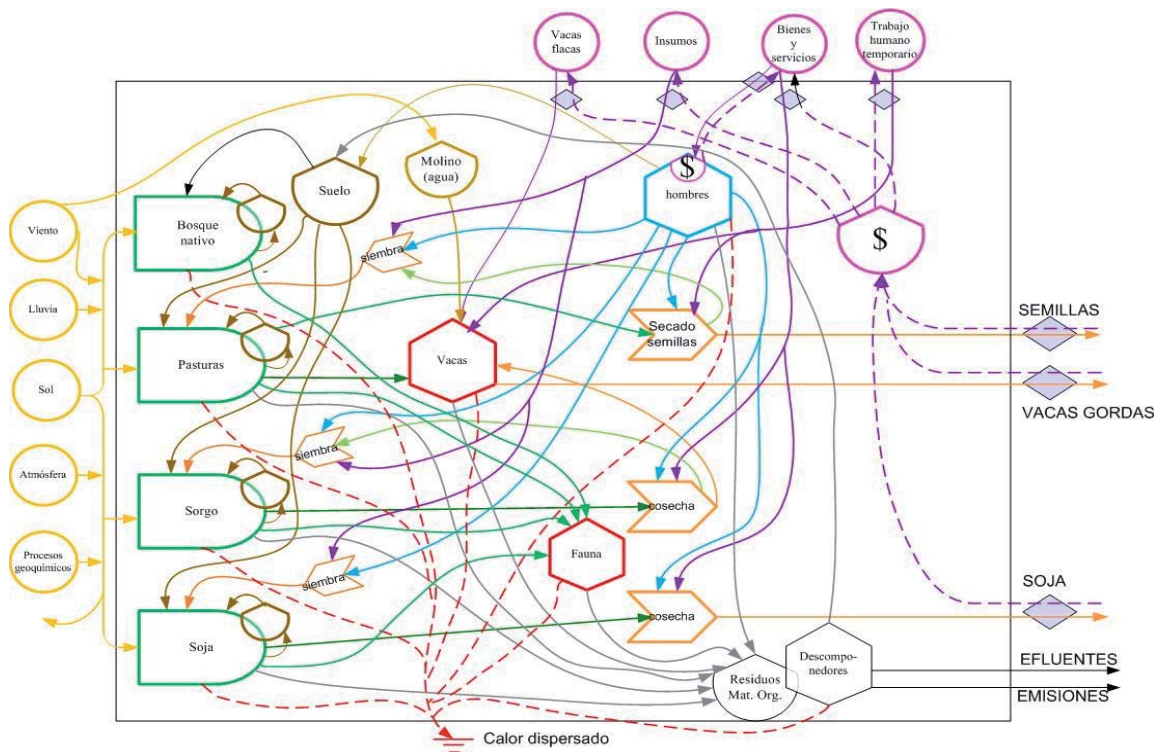 Vacas
flacas
Insumos
Bienes
y
servicios
Trabajo
humano
temporario
Viento
Lluvia
Sol
Atmósfera
Procesos
geoquímicos
Bosque
nativo
Suelo
Molino
(agua)
$
hombres
$
siembra
Pasturas
Vacas
Secado
semillas
SEMILLAS
VACAS GORDAS
siembra
Sorgo
cosecha
Fauna
siembra
Soja
cosecha
SOJA
Residuos
Mat. Org.
Descompo-
nedores
EFLUENTES
EMISIONES
Calor dispersado